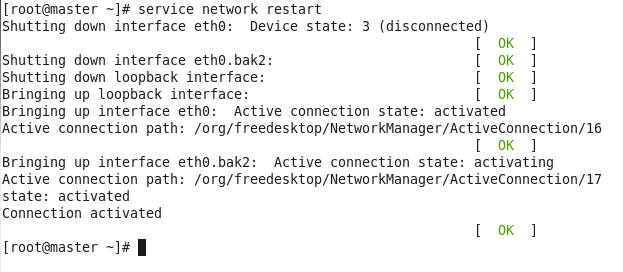 [root@master ~]# service network restart
Shutting down interface eth0:  Device state: 3 (disconnected)
[  OK  ]
Shutting down interface eth0.bak2:                         [  OK  ]
Shutting down loopback interface:                          [  OK  ]
Bringing up loopback interface:                            [  OK  ]
Bringing up interface eth0:  Active connection state: activated
Active connection path: /org/freedesktop/NetworkManager/ActiveConnection/16
[  OK  ]
Bringing up interface eth0.bak2:  Active connection state: activating
Active connection path: /org/freedesktop/NetworkManager/ActiveConnection/17
state: activated
Connection activated
[  OK  ]
[root@master ~]#